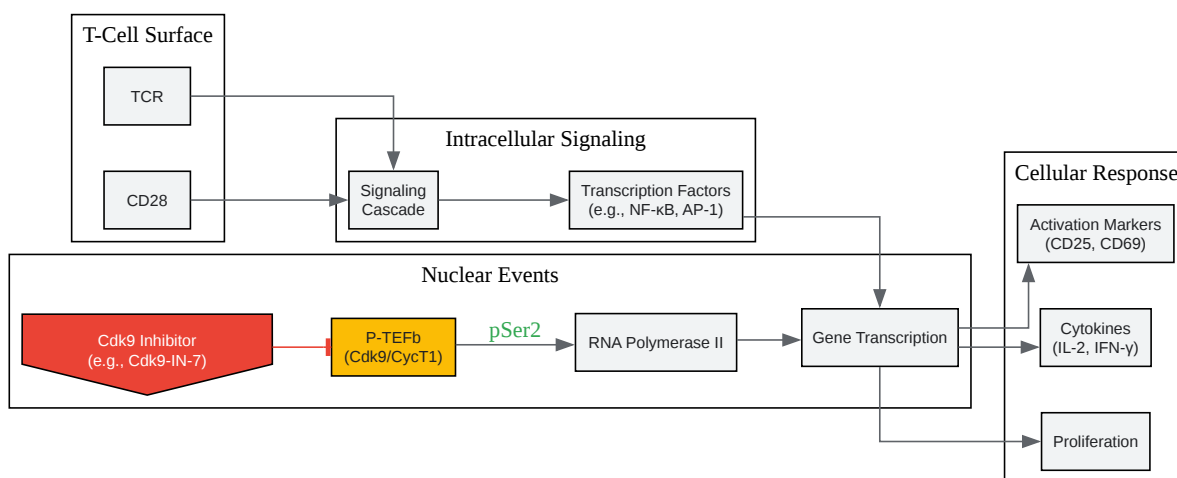 T-Cell Surface
TCR
CD28
Intracellular Signaling
Signaling
Cascade
Transcription Factors
(e.g., NF-κB, AP-1)
Nuclear Events
Cdk9 Inhibitor
(e.g., Cdk9-IN-7)
P-TEFb
(Cdk9/CycT1)
pSer2
RNA Polymerase II
Gene Transcription
Cellular Response
Activation Markers
(CD25, CD69)
Cytokines
(IL-2, IFN-γ)
Proliferation